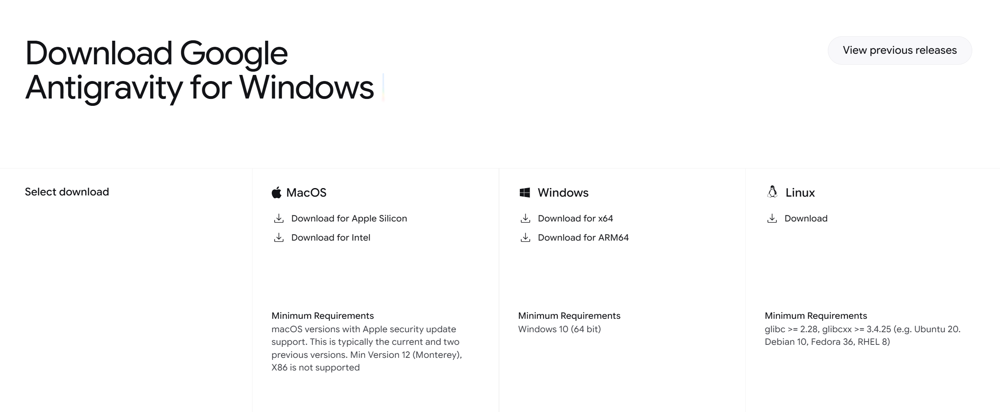 Download Google
Antigravity for Windows
View previous releases
Select download
MacOS
Download for Apple Silicon
Download for Intel
Minimum Requirements
macOS versions with Apple security update
support. This is typically the current and two
previous versions. Min Version 12 (Monterey),
X86 is not supported
Windows
Download for x64
Download for ARM64
Minimum Requirements
Windows 10 (64 bit)
Linux
Download
Minimum Requirements
glibc >= 2.28, glibcxx >= 3.4.25 (e.g. Ubuntu 20.
Debian 10, Fedora 36, RHEL 8)